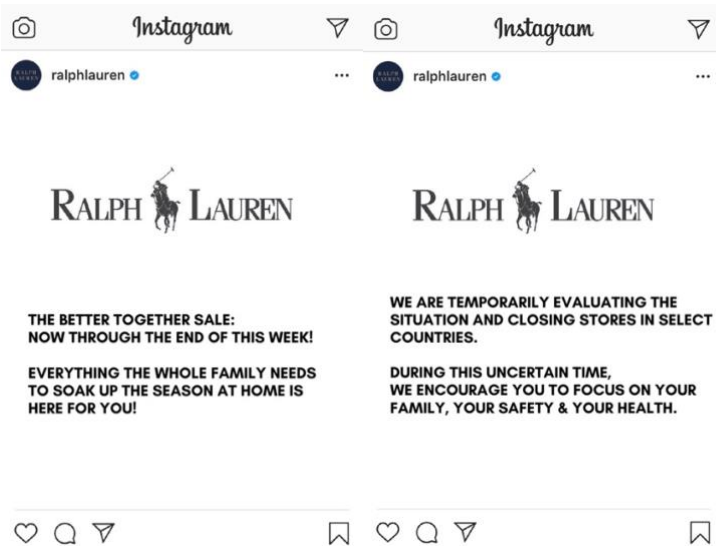 Instagram
ralphlauren
RALPH LAUREN
THE BETTER TOGETHER SALE:
NOW THROUGH THE END OF THIS WEEK!
EVERYTHING THE WHOLE FAMILY NEEDS
TO SOAK UP THE SEASON AT HOME IS
HERE FOR YOU!
Instagram
ralphlauren
RALPH LAUREN
WE ARE TEMPORARILY EVALUATING THE
SITUATION AND CLOSING STORES IN SELECT
COUNTRIES.
DURING THIS UNCERTAIN TIME,
WE ENCOURAGE YOU TO FOCUS ON YOUR
FAMILY, YOUR SAFETY & YOUR HEALTH.